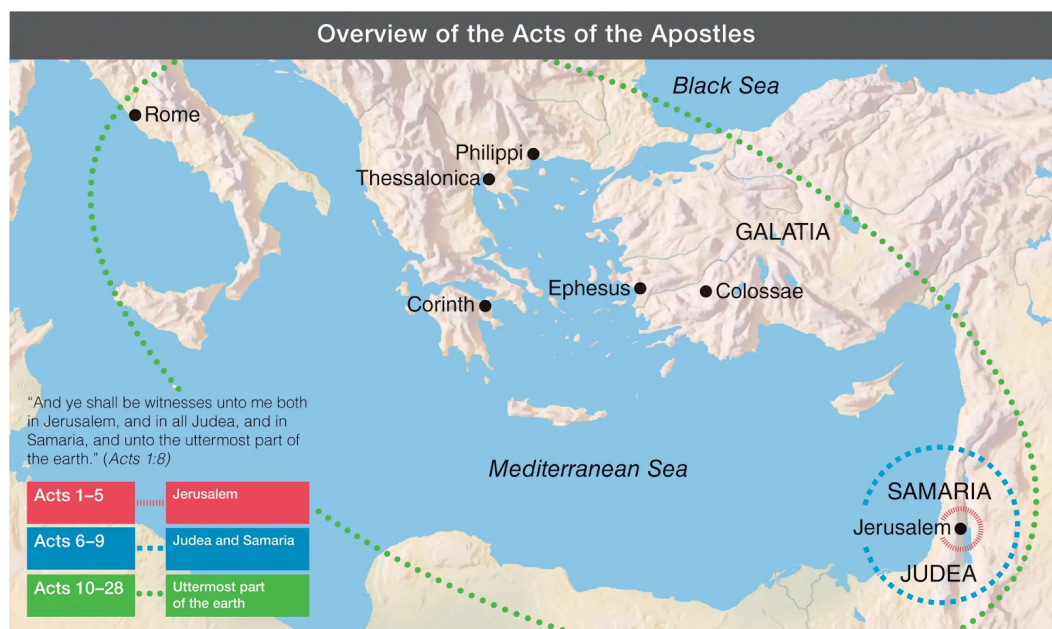 Overview of the Acts of the Apostles
Black Sea
Rome
Philippi
Thessalonica
GALATIA
Ephesus
Colossae
Corinth
“And ye shall be witnesses unto me both
in Jerusalem, and in all Judea, and in
Samaria, and unto the uttermost part of
the earth.” (Acts 1:8)
Mediterranean Sea
SAMARIA
Jerusalem
JUDEA
Acts 1–5
Jerusalem
Acts 6–9
Judea and Samaria
Acts 10–28
Uttermost part
of the earth